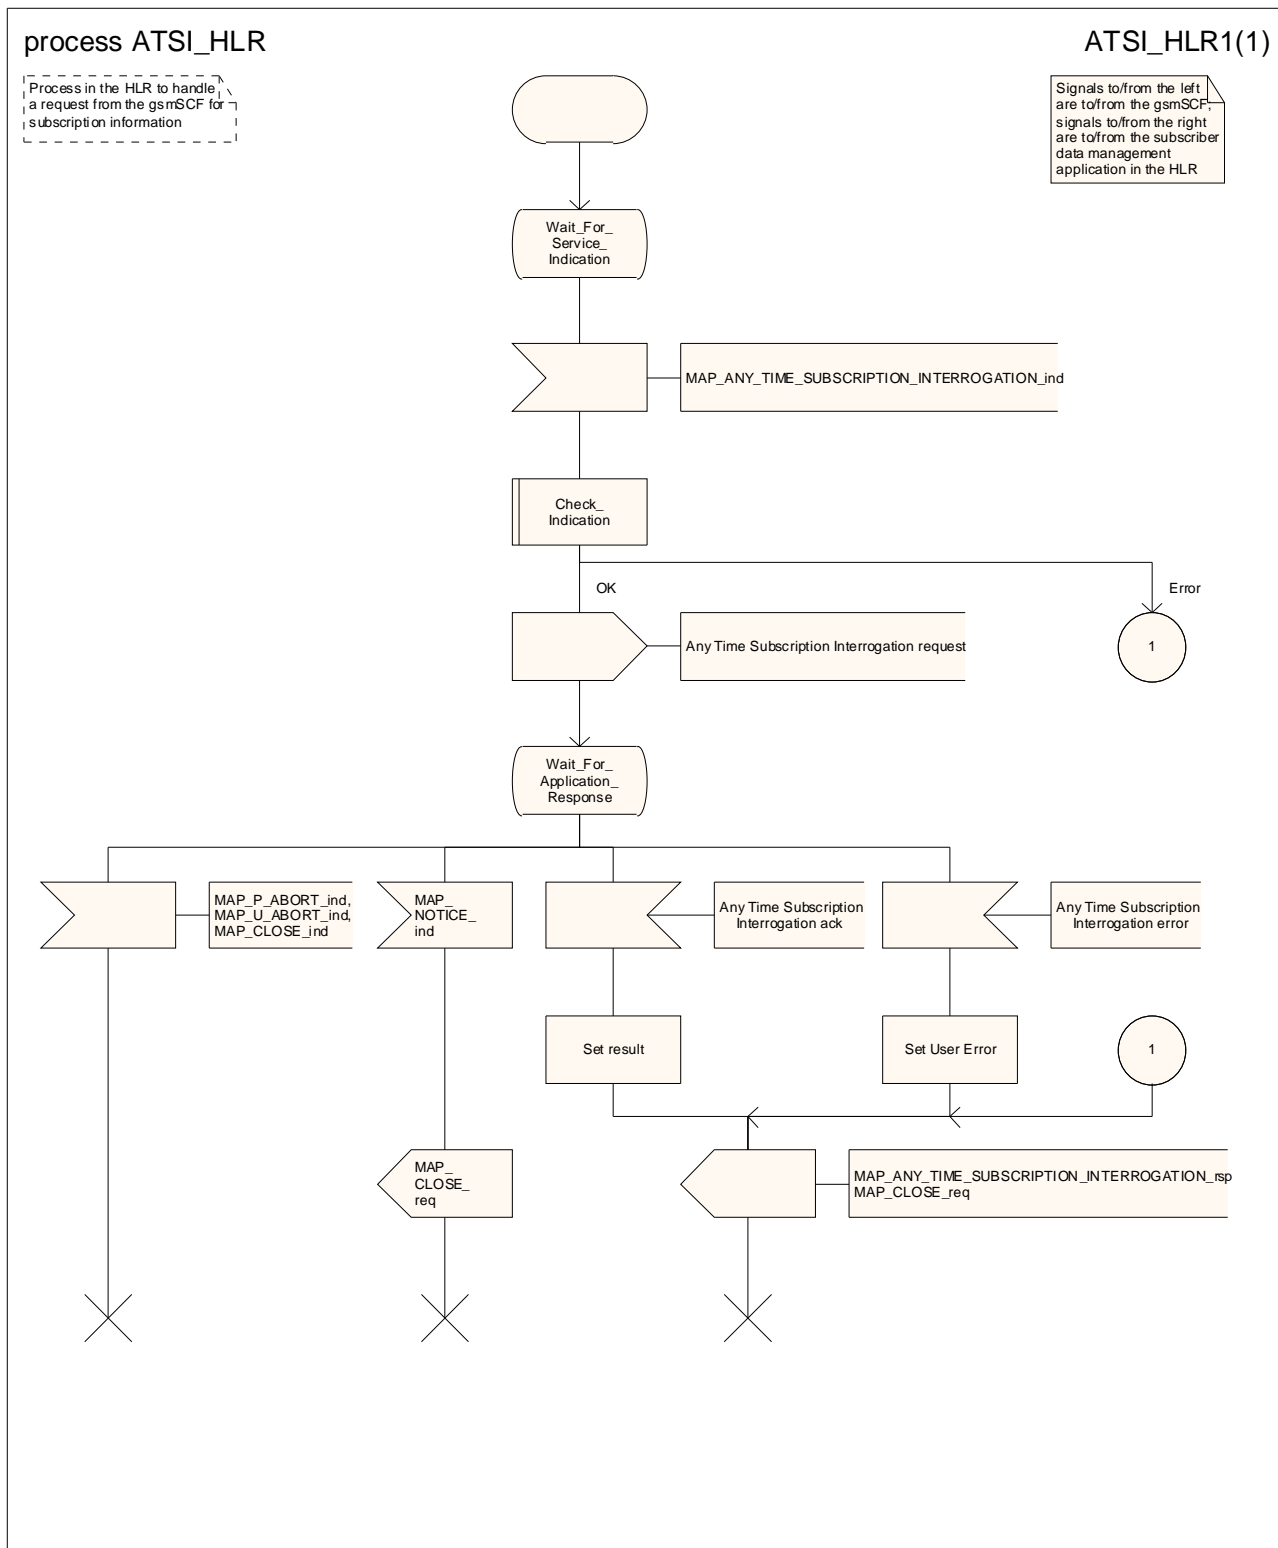 process ATSI_HLR
ATSI_HLR1(1)
Process in the HLR to handle
a request from the gsmSCF for
subscription information
Signals to/from the left
are to/from the gsmSCF;
signals to/from the right
are to/from the subscriber
data management
application in the HLR
Wait_For_
Service_
Indication
MAP_ANY_TIME_SUBSCRIPTION_INTERROGATION_ind
Check_
Indication
OK
Error
Any Time Subscription Interrogation request
1
Wait_For_
Application_
Response
MAP_P_ABORT_ind,
MAP_U_ABORT_ind,
MAP_CLOSE_ind
MAP_
NOTICE_
ind
Any Time Subscription
Interrogation ack
Any Time Subscription
Interrogation error
Set result
Set User Error
1
MAP_
CLOSE_
req
MAP_ANY_TIME_SUBSCRIPTION_INTERROGATION_rsp
MAP_CLOSE_req